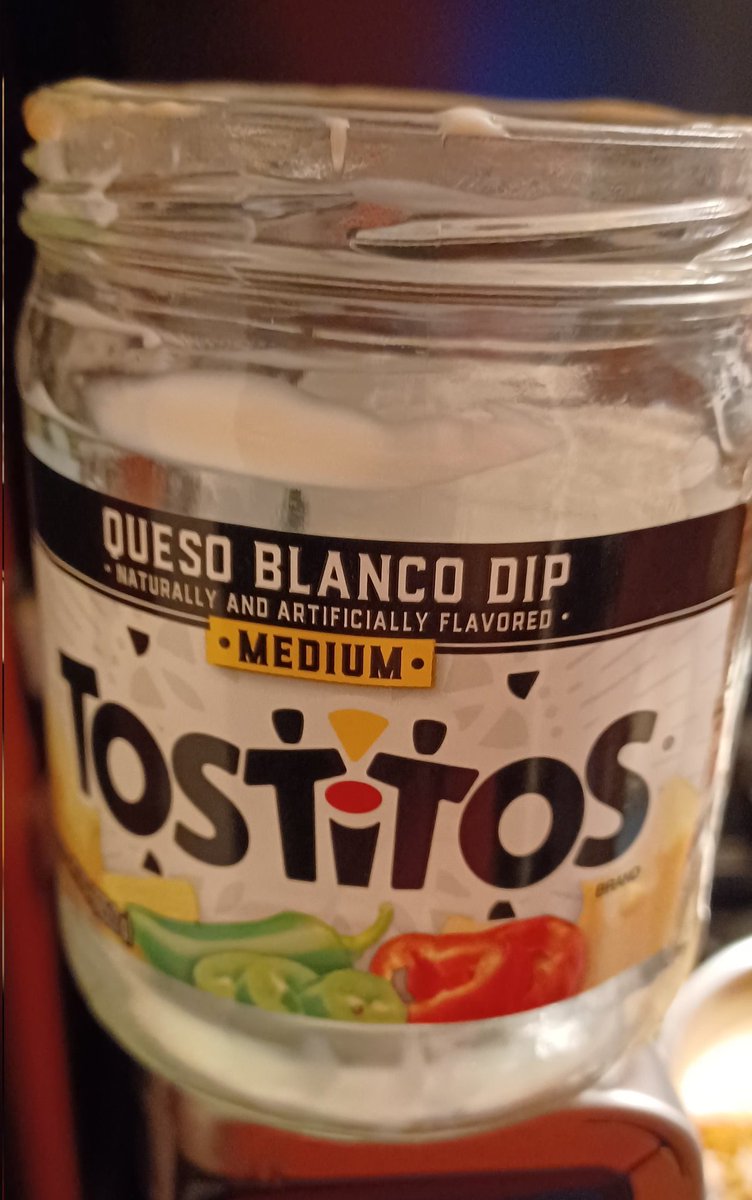 QUESO BLANCO DIP
• NATURALLY AND ARTIFICIALLY FLAVORED •
• MEDIUM •
TOSTITOS
BRAND